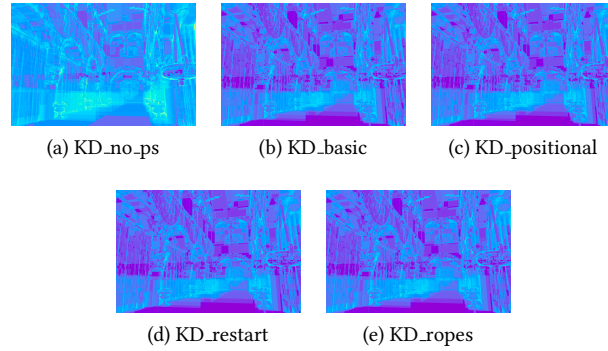 (a) KD_no_ps
(b) KD_basic
(c) KD_positional
(d) KD_restart
(e) KD_ropes